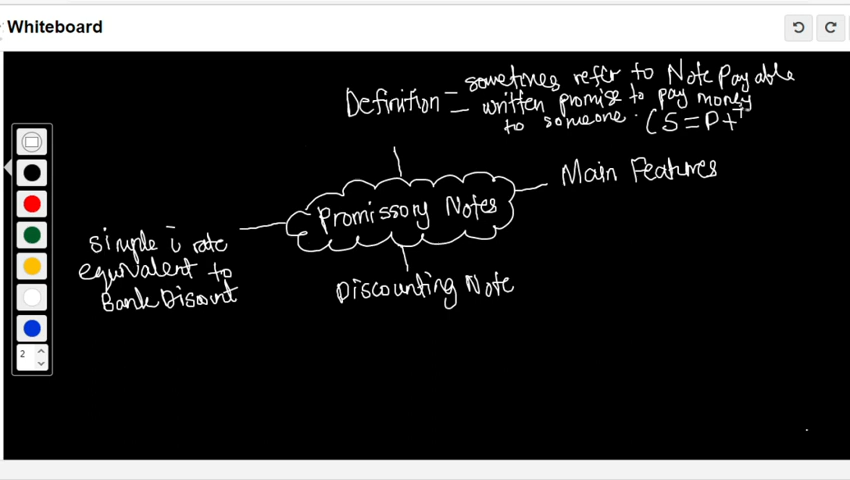 Whiteboard
Definition = sometimes refer to Note Payable
written promise to pay money
to someone. (S=P+I
Main Features
Promissory Notes
simple i rate
equivalent to
Bank Discount
Discounting Note
2